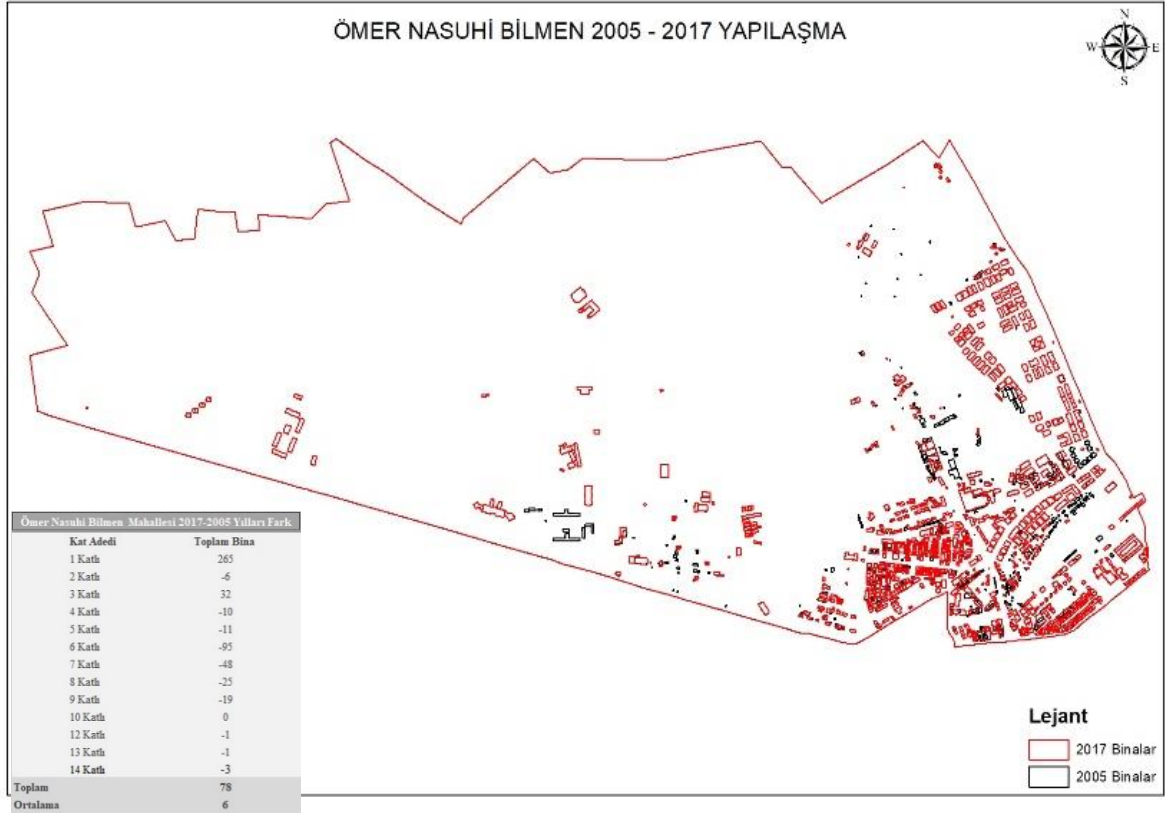 ÖMER NASUHİ BİLMEN 2005 - 2017 YAPILAŞMA
N
W E
S
Ömer Nasuhi Bilmen Mahallesi 2017-2005 Yılları Fark
Kat Adedi Toplam Bina
1 Katlı 265
2 Katlı -6
3 Katlı 32
4 Katlı -10
5 Katlı -11
6 Katlı -95
7 Katlı -48
8 Katlı -25
9 Katlı -19
10 Katlı 0
12 Katlı -1
13 Katlı -1
14 Katlı -3
Toplam 78
Ortalama 6
Lejant
2017 Binalar
2005 Binalar